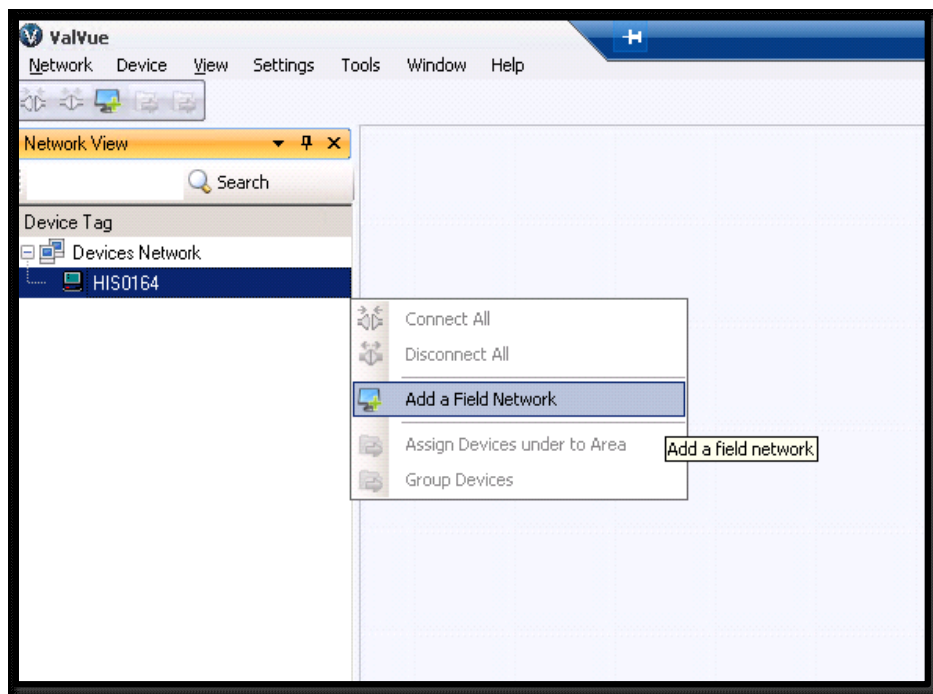 ValVue
Network Device View Settings Tools Window Help
Network View
Search
Device Tag
Devices Network
HIS0164
Connect All
Disconnect All
Add a Field Network
Assign Devices under to Area
Add a field network
Group Devices